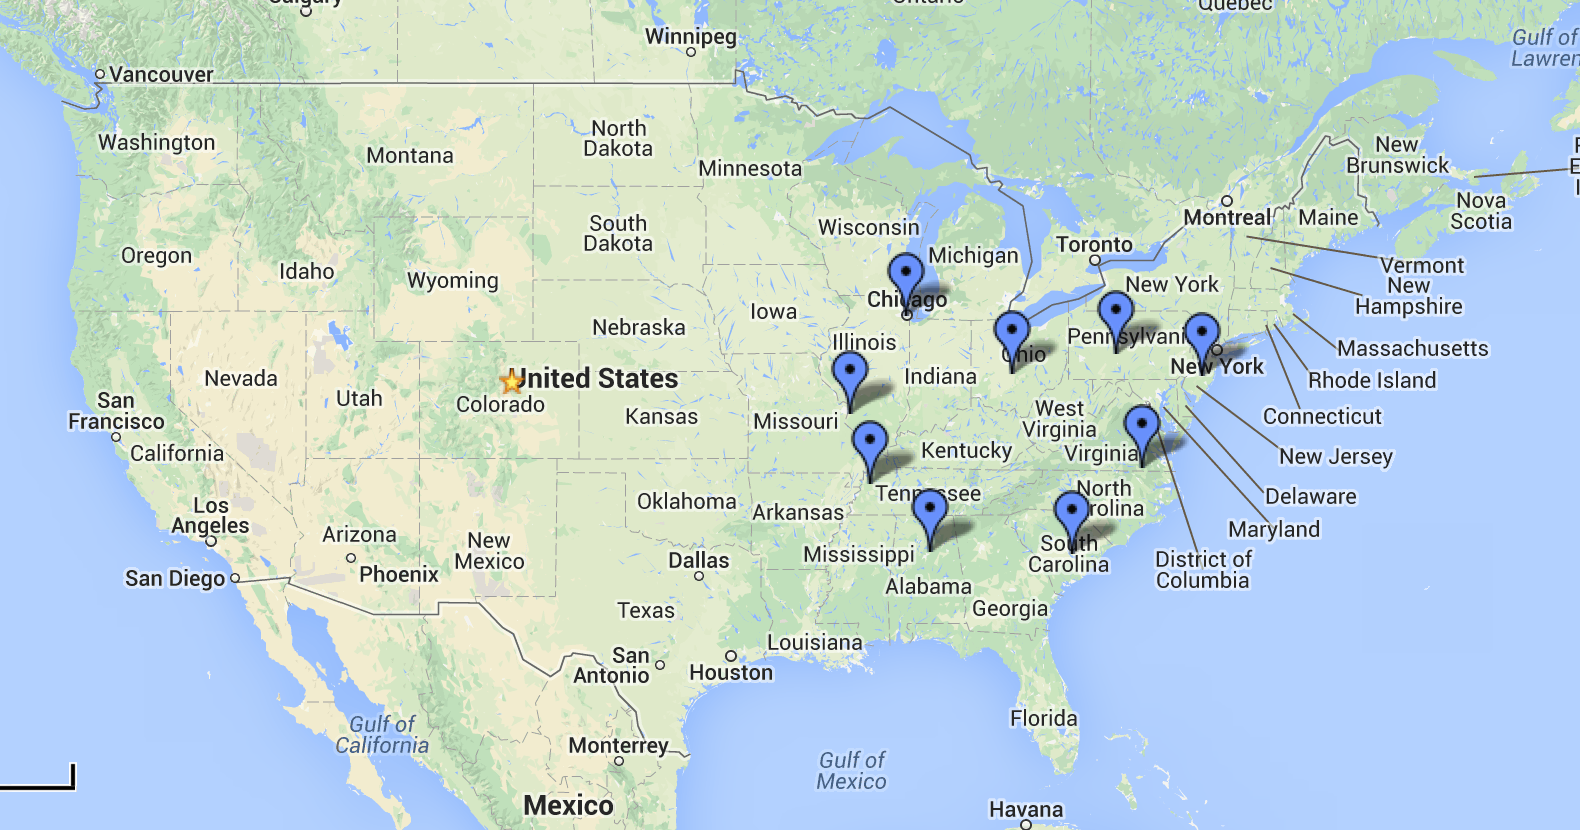 Calgary
Ontario
Quebec
Winnipeg
Gulf of
Vancouver
Washington
North
Dakota
Montana
Minnesota
New
Brunswick
Nova
Scotia
Montreal
Maine
South
Dakota
Wisconsin
Toronto
Michigan
Oregon
Idaho
Wyoming
Vermont
New
Hampshire
New York
Chicago
Iowa
Nebraska
Illinois
Pennsylvani
Massachusetts
Ohio
New York
Nevada
Utah
United States
Colorado
Indiana
Rhode Island
San
Francisco
Kansas
Missouri
West
Virginia
Connecticut
California
Kentucky
Virginia
New Jersey
Los
Angeles
Oklahoma
Arkansas
Tennessee
North
Carolina
Delaware
Maryland
Arizona
New
Mexico
Phoenix
San Diego
Dallas
Mississippi
Alabama
South
Carolina
District of
Columbia
Texas
Georgia
Louisiana
San
Antonio
Houston
Gulf of
California
Florida
Monterrey
Gulf of
Mexico
Mexico
Havana